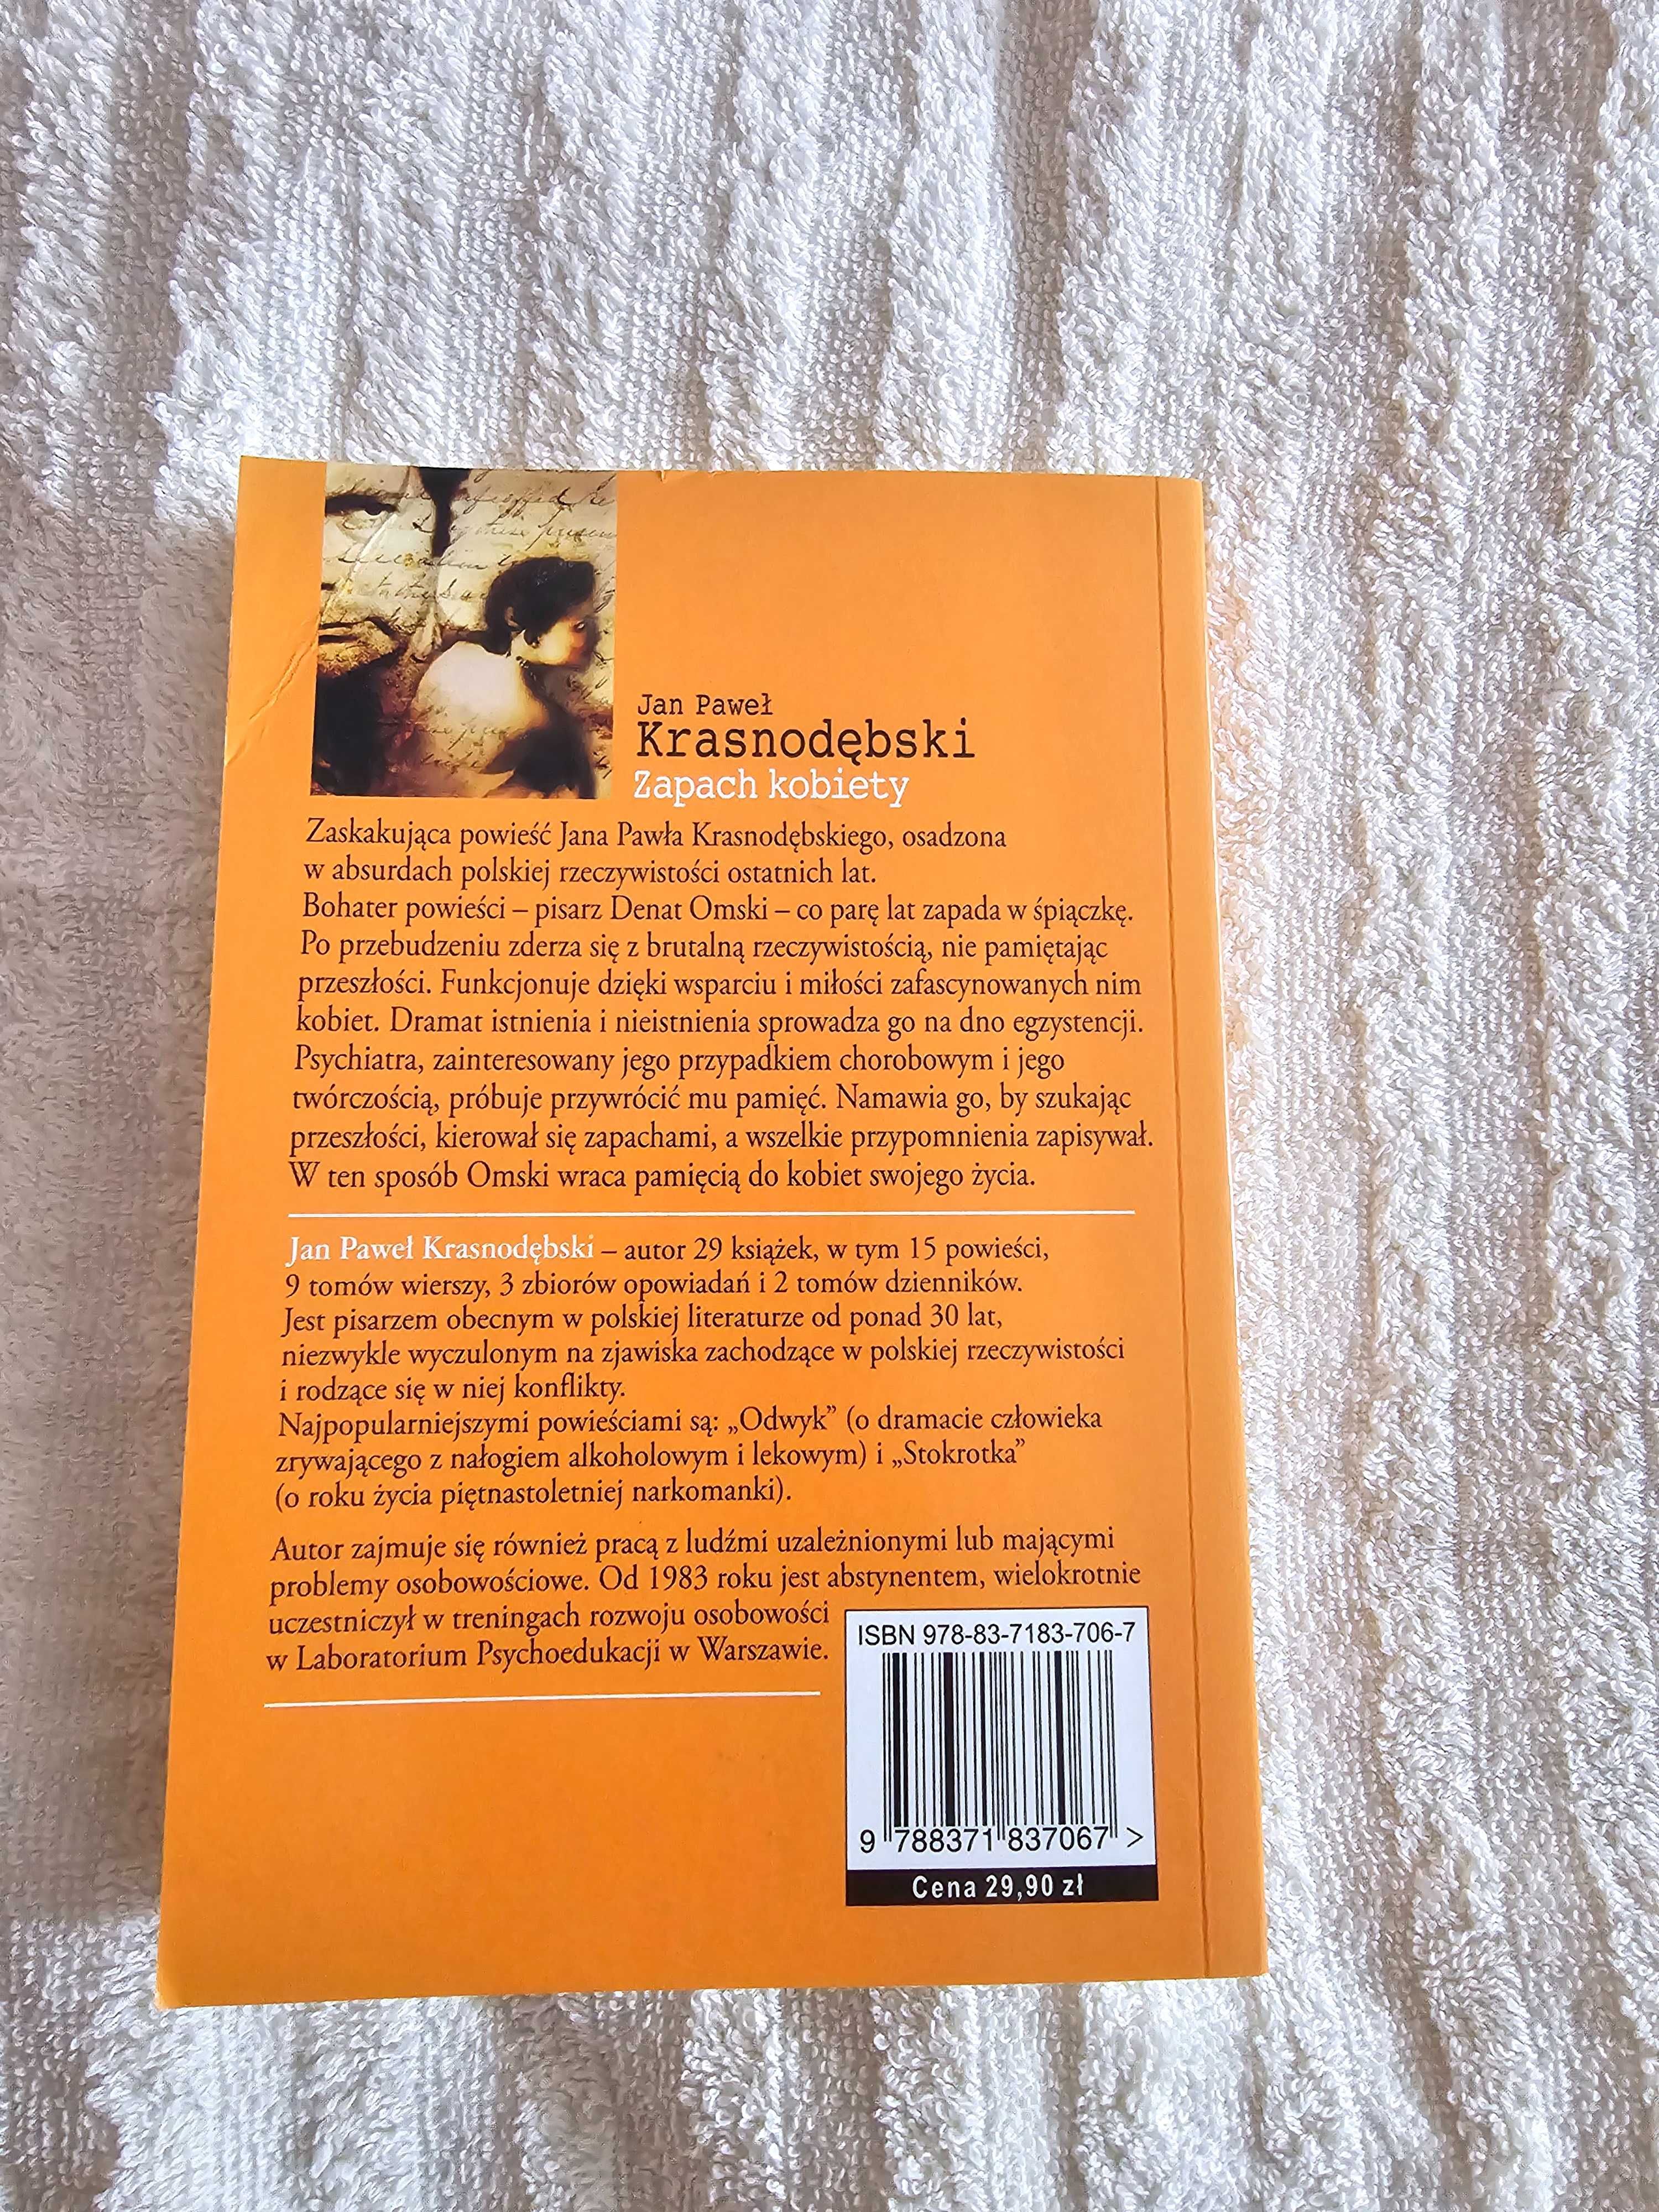 Jan Paweł
Krasnodębski
Zapach kobiety
Zaskakująca powieść Jana Pawła Krasnodębskiego, osadzona
w absurdach polskiej rzeczywistości ostatnich lat.
Bohater powieści – pisarz Denat Omski – co parę lat zapada w śpiączkę.
Po przebudzeniu zderza się z brutalną rzeczywistością, nie pamiętając
przeszłości. Funkcjonuje dzięki wsparciu i miłości zafascynowanych nim
kobiet. Dramat istnienia i nieistnienia sprowadza go na dno egzystencji.
Psychiatra, zainteresowany jego przypadkiem chorobowym i jego
twórczością, próbuje przywrócić mu pamięć. Namawia go, by szukając
przeszłości, kierował się zapachami, a wszelkie przypomnienia zapisywał.
W ten sposób Omski wraca pamięcią do kobiet swojego życia.
Jan Paweł Krasnodębski – autor 29 książek, w tym 15 powieści,
9 tomów wierszy, 3 zbiorów opowiadań i 2 tomów dzienników.
Jest pisarzem obecnym w polskiej literaturze od ponad 30 lat,
niezwykle wyczulonym na zjawiska zachodzące w polskiej rzeczywistości
i rodzące się w niej konflikty.
Najpopularniejszymi powieściami są: „Odwyk” (o dramacie człowieka
zrywającego z nałogiem alkoholowym i lekowym) i „Stokrotka”
(o roku życia piętnastoletniej narkomanki).
Autor zajmuje się również pracą z ludźmi uzależnionymi lub mającymi
problemy osobowościowe. Od 1983 roku jest abstynentem, wielokrotnie
uczestniczył w treningach rozwoju osobowości
w Laboratorium Psychoedukacji w Warszawie.
ISBN 978-83-7183-706-7
9 788371 837067 >
Cena 29,90 zł